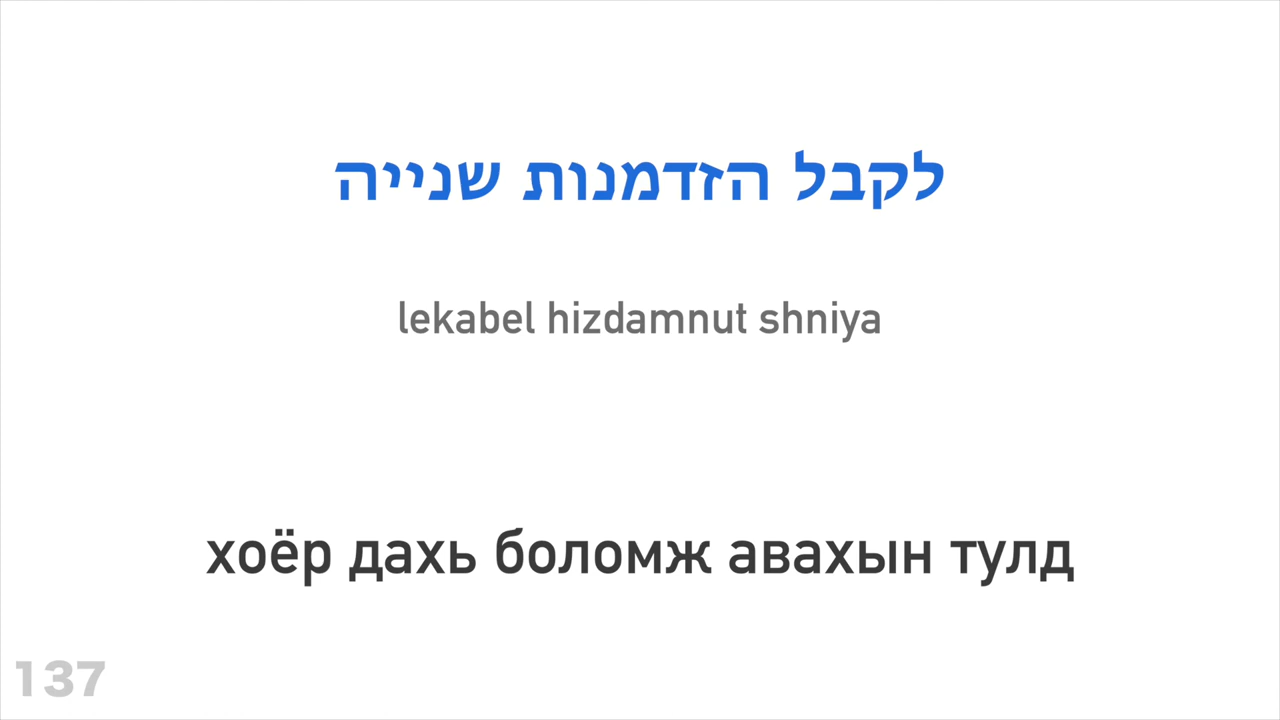 לקבל הזדמנות שנייה
lekabel hizdamnut shniya
хоёр дахь боломж авахын тулд
137